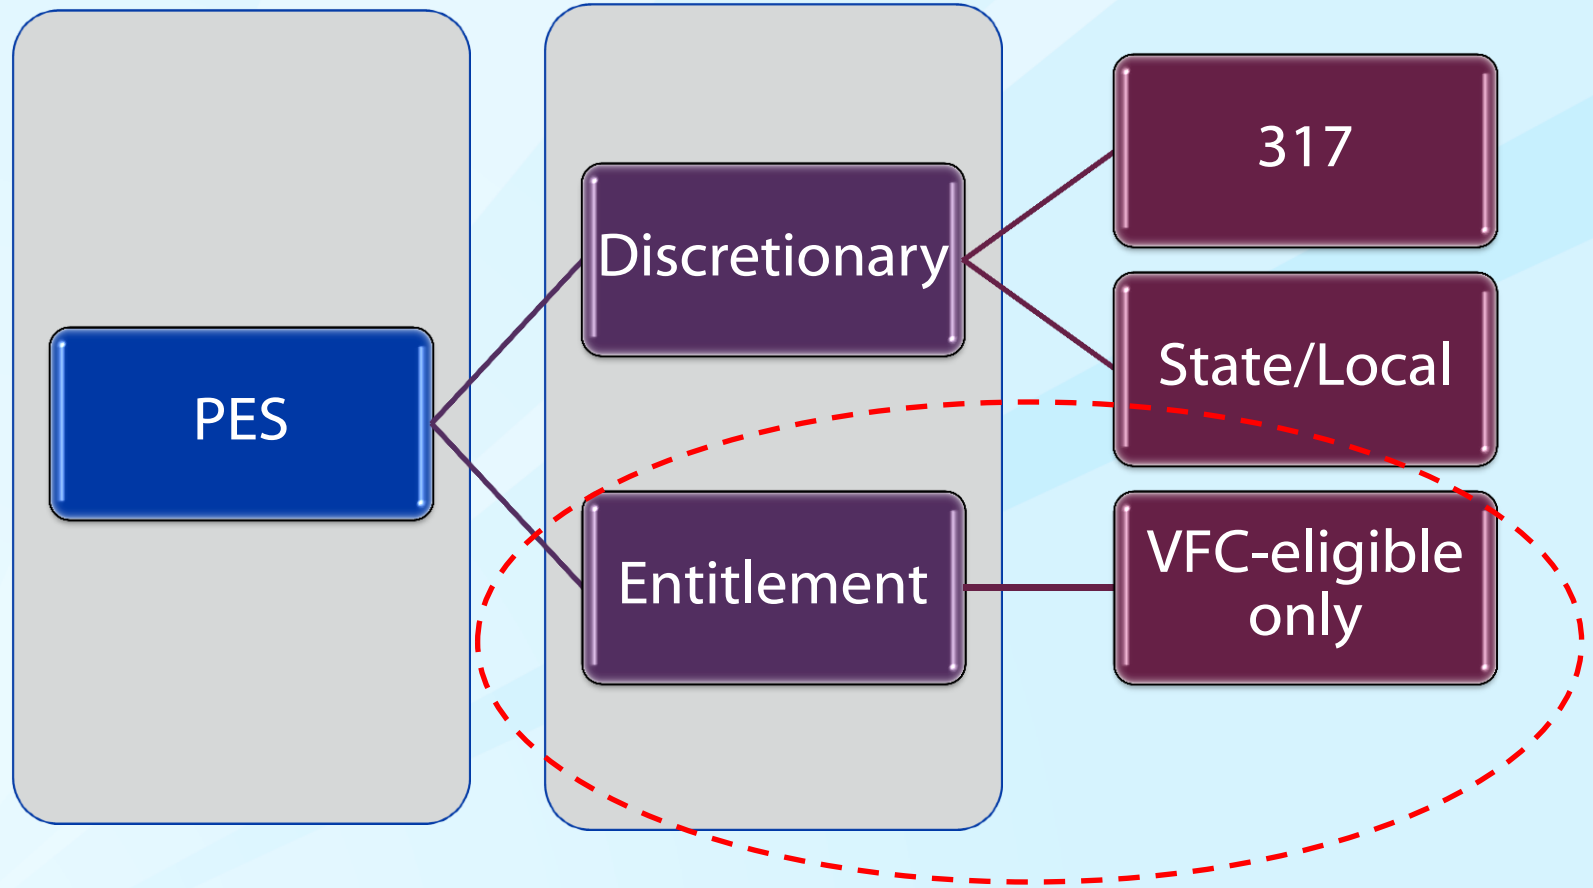 PES
Discretionary
Entitlement
317
State/Local
VFC-eligible
only